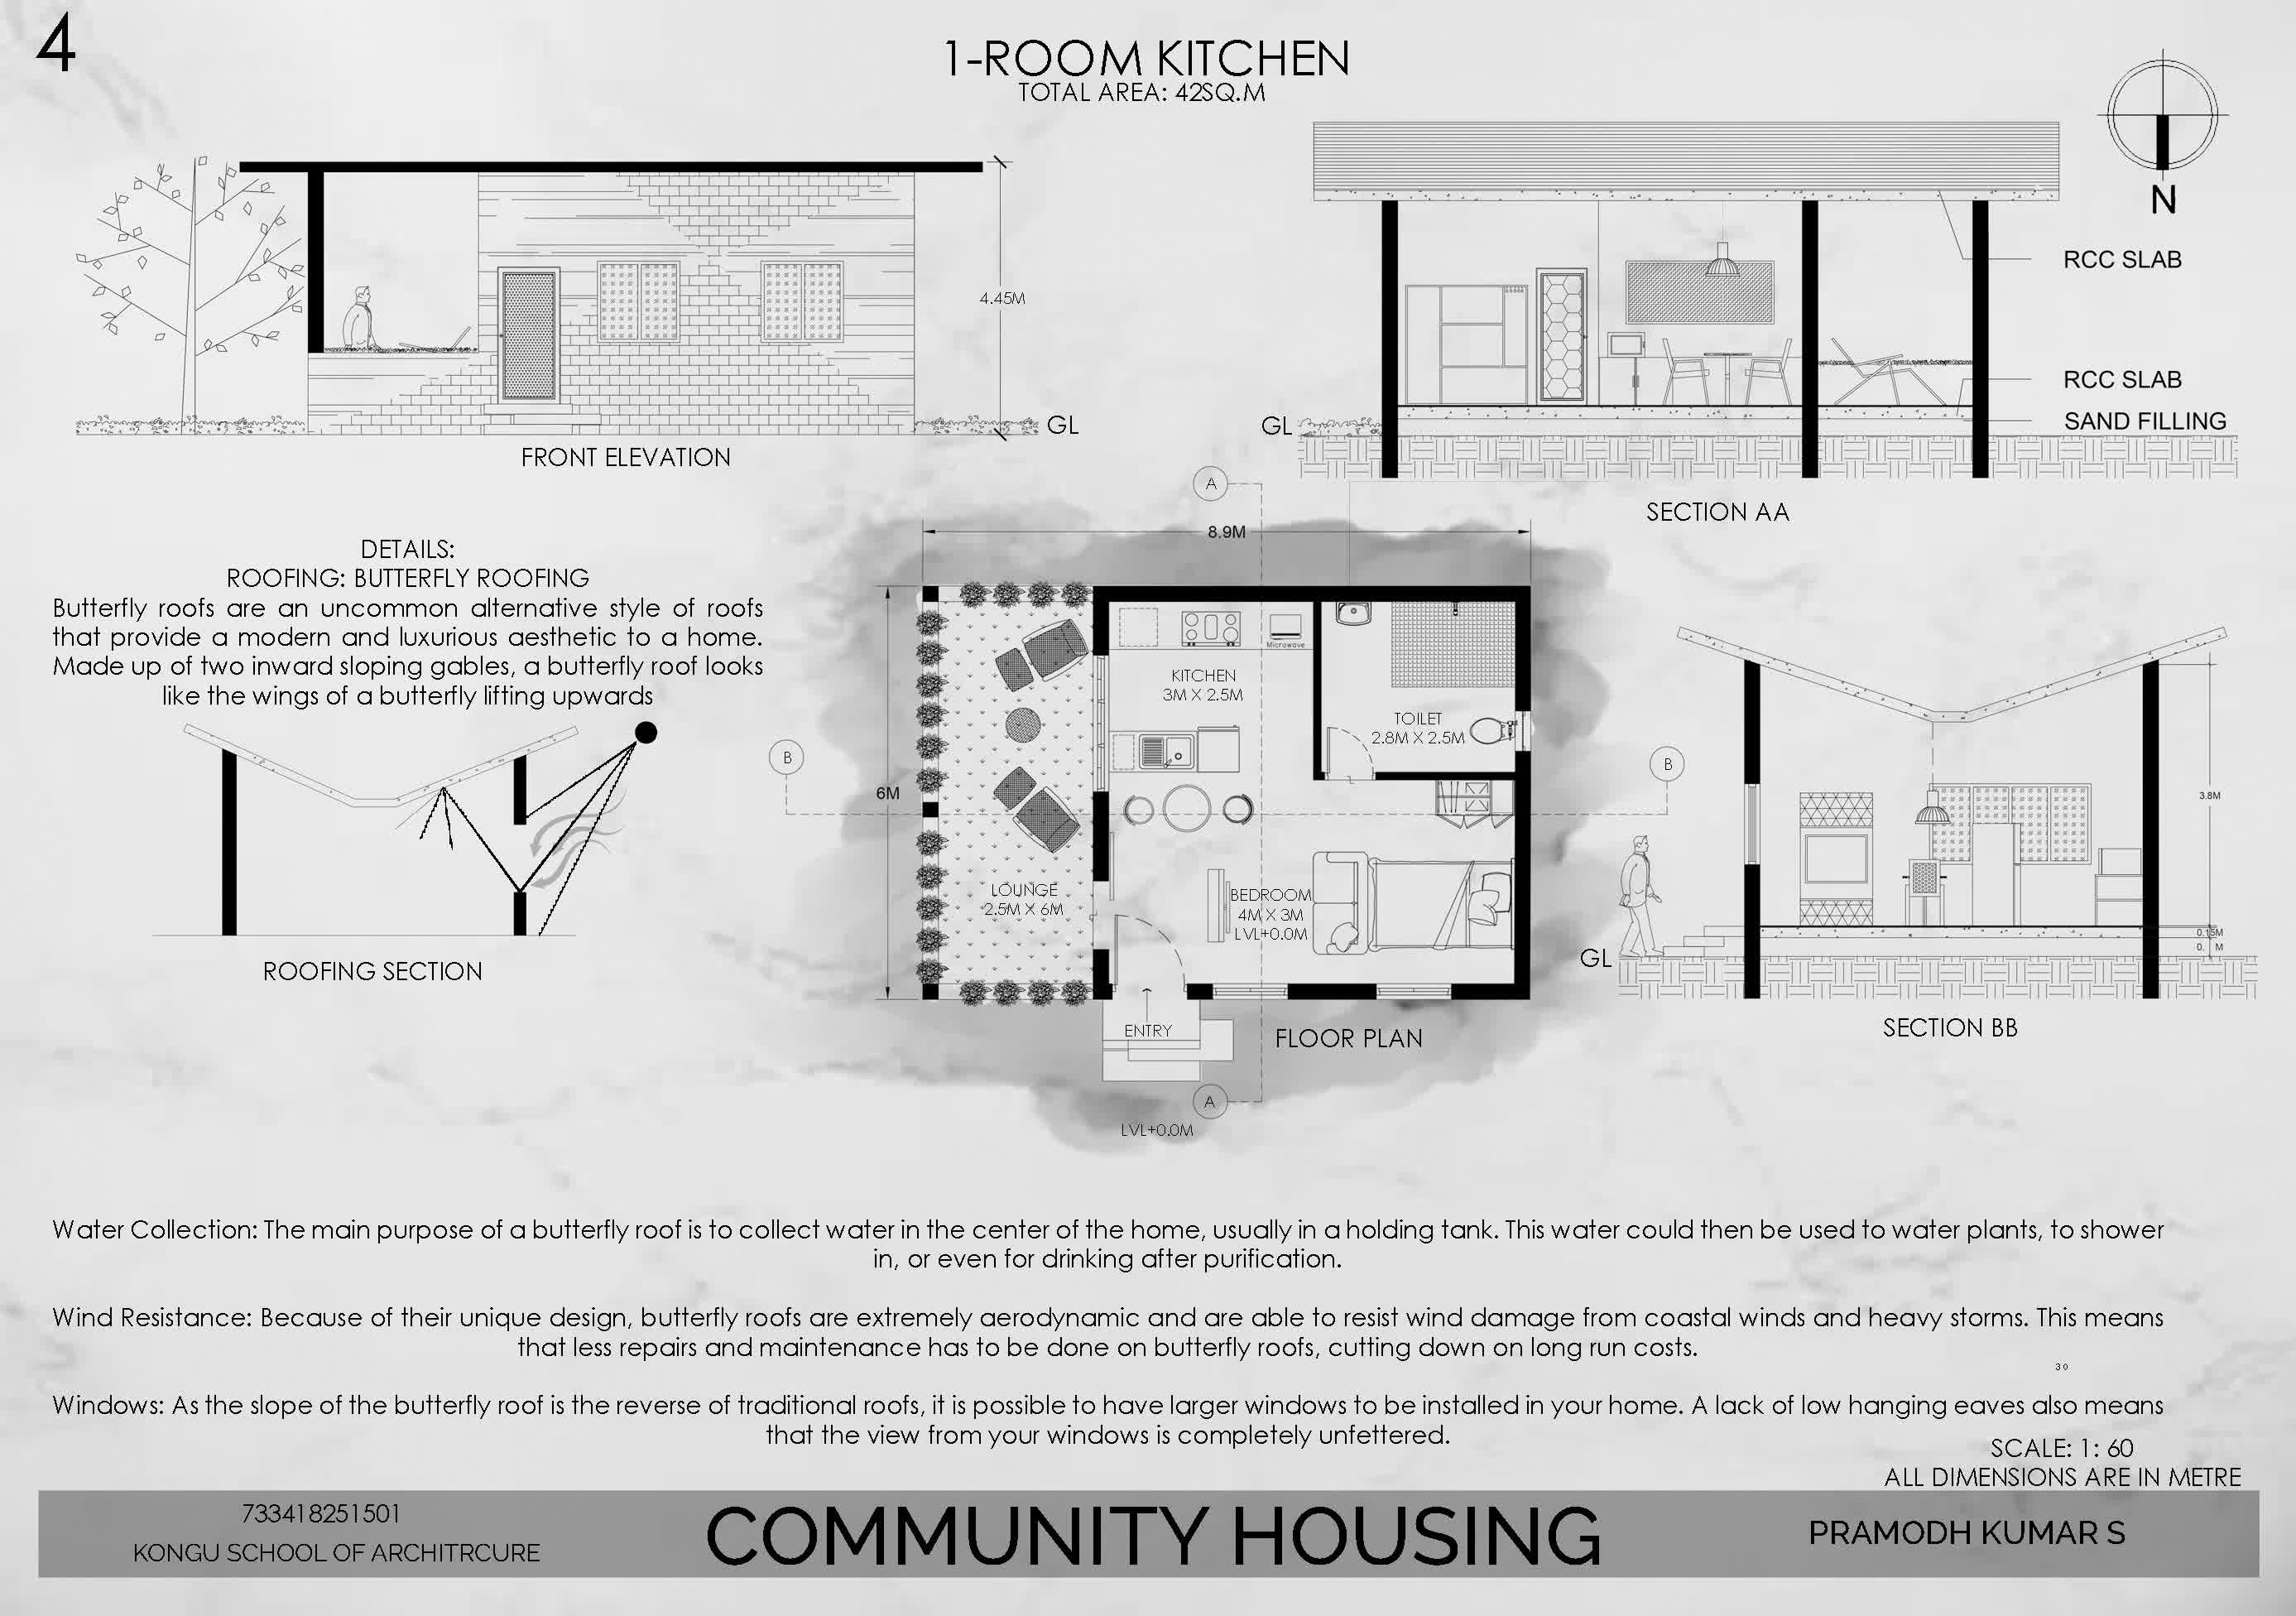 4
1-ROOM KITCHEN
TOTAL AREA: 42SQ.M
N
RCC SLAB
RCC SLAB
SAND FILLING
4.45M
GL
FRONT ELEVATION
GL
SECTION AA
DETAILS:
ROOFING: BUTTERFLY ROOFING
Butterfly roofs are an uncommon alternative style of roofs
that provide a modern and luxurious aesthetic to a home.
Made up of two inward sloping gables, a butterfly roof looks
like the wings of a butterfly lifting upwards
ROOFING SECTION
A
8.9M
6M
B
B
KITCHEN
3M X 2.5M
Microwave
TOILET
2.8M X 2.5M
LOUNGE
2.5M X 6M
BEDROOM
4M X 3M
LVL+0.0M
ENTRY
FLOOR PLAN
A
LVL+0.0M
3.8M
0.15M
0. M
GL
SECTION BB
Water Collection: The main purpose of a butterfly roof is to collect water in the center of the home, usually in a holding tank. This water could then be used to water plants, to shower
in, or even for drinking after purification.
Wind Resistance: Because of their unique design, butterfly roofs are extremely aerodynamic and are able to resist wind damage from coastal winds and heavy storms. This means
that less repairs and maintenance has to be done on butterfly roofs, cutting down on long run costs.
30
Windows: As the slope of the butterfly roof is the reverse of traditional roofs, it is possible to have larger windows to be installed in your home. A lack of low hanging eaves also means
that the view from your windows is completely unfettered.
SCALE: 1: 60
ALL DIMENSIONS ARE IN METRE
733418251501
KONGU SCHOOL OF ARCHITRCURE
COMMUNITY HOUSING
PRAMODH KUMAR S